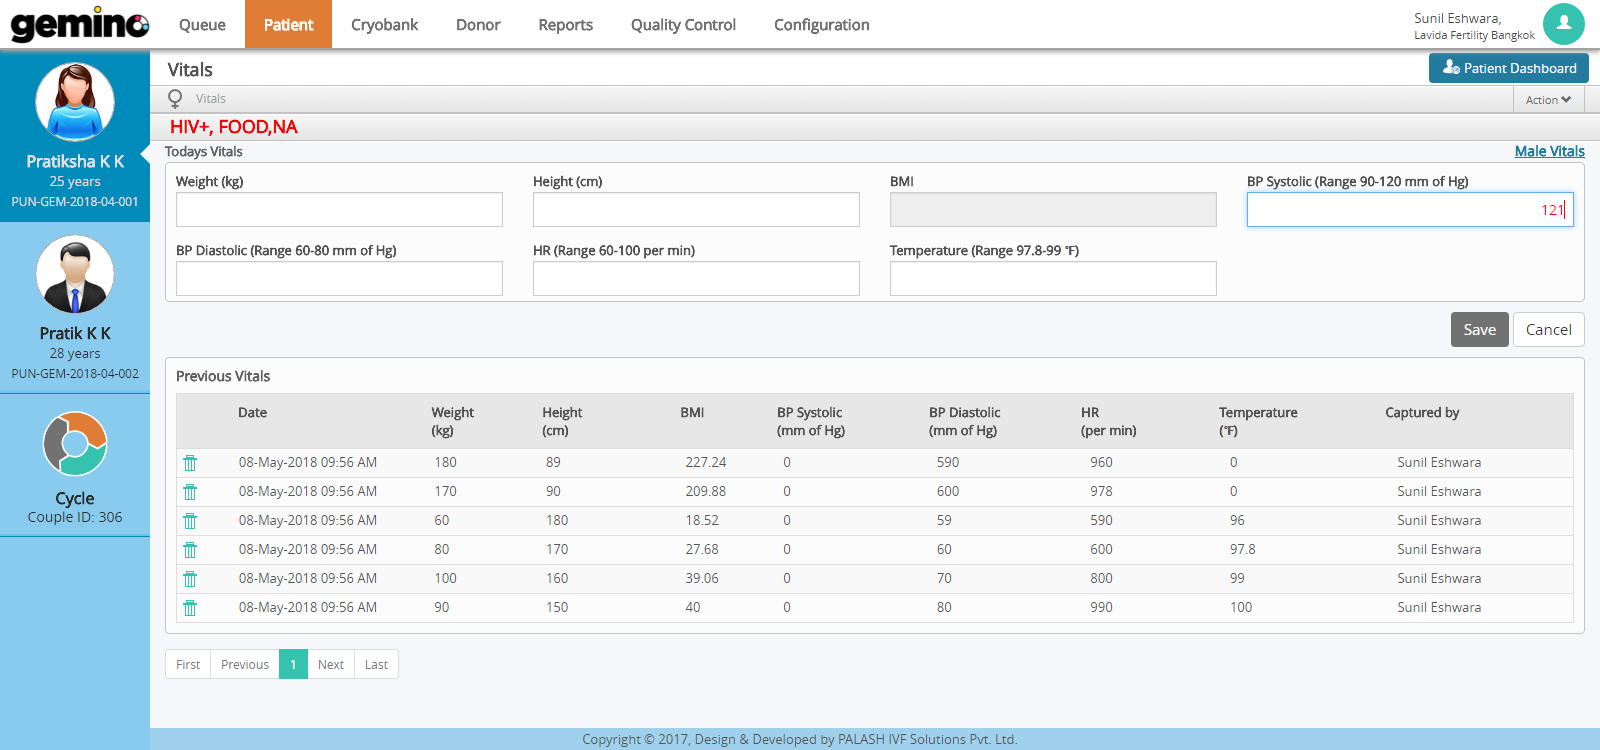 gemino
Queue Patient Cryobank Donor Reports Quality Control Configuration
Sunil Eshwara,
Lavida Fertility Bangkok
Pratiksha K K
25 years
PUN-GEM-2018-04-001
Pratik K K
28 years
PUN-GEM-2018-04-002
Cycle
Couple ID: 306
Vitals
Patient Dashboard
Vitals
Action
HIV+, FOOD,NA
Todays Vitals
Male Vitals
Weight (kg) Height (cm) BMI BP Systolic (Range 90-120 mm of Hg)
121
BP Diastolic (Range 60-80 mm of Hg) HR (Range 60-100 per min) Temperature (Range 97.8-99 °F)
Save Cancel
Previous Vitals
Date Weight (kg) Height (cm) BMI BP Systolic (mm of Hg) BP Diastolic (mm of Hg) HR (per min) Temperature (°F) Captured by
08-May-2018 09:56 AM 180 89 227.24 0 590 960 0 Sunil Eshwara
08-May-2018 09:56 AM 170 90 209.88 0 600 978 0 Sunil Eshwara
08-May-2018 09:56 AM 60 180 18.52 0 59 590 96 Sunil Eshwara
08-May-2018 09:56 AM 80 170 27.68 0 60 600 97.8 Sunil Eshwara
08-May-2018 09:56 AM 100 160 39.06 0 70 800 99 Sunil Eshwara
08-May-2018 09:56 AM 90 150 40 0 80 990 100 Sunil Eshwara
First Previous 1 Next Last
Copyright © 2017, Design & Developed by PALASH IVF Solutions Pvt. Ltd.